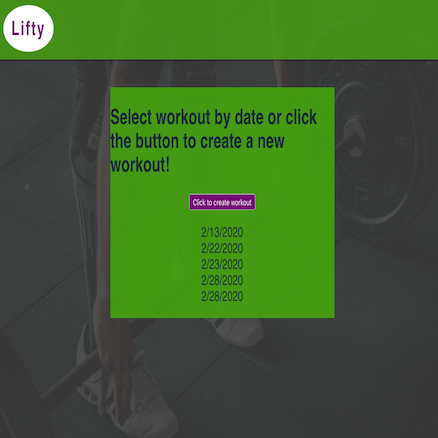 Lifty
Select workout by date or click
the button to create a new
workout!
Click to create workout
2/13/2020
2/22/2020
2/23/2020
2/28/2020
2/28/2020